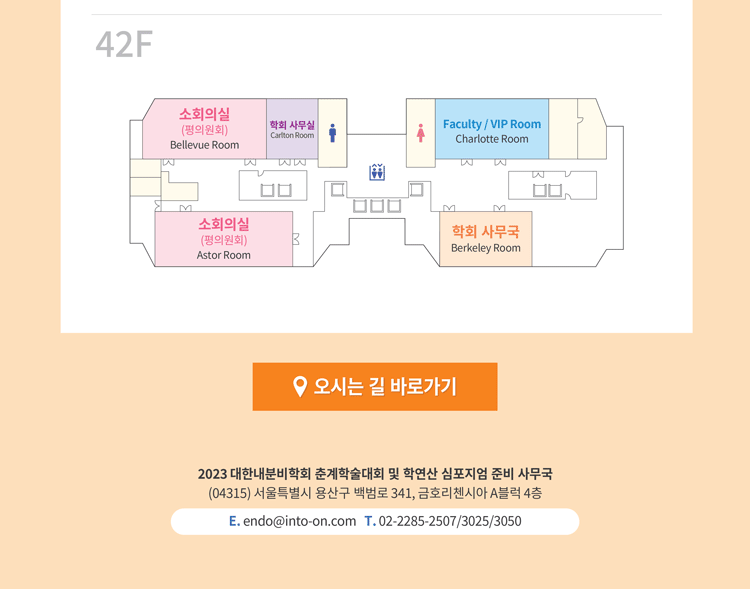 42F
소회의실
(평의원회)
Bellevue Room
학회 사무실
Carlton Room
Faculty / VIP Room
Charlotte Room
소회의실
(평의원회)
Astor Room
학회 사무국
Berkeley Room
오시는 길 바로가기
2023 대한내분비학회 춘계학술대회 및 학연산 심포지엄 준비 사무국
(04315) 서울특별시 용산구 백범로 341, 금호리첸시아 A블럭 4층
E. endo@into-on.com T. 02-2285-2507/3025/3050